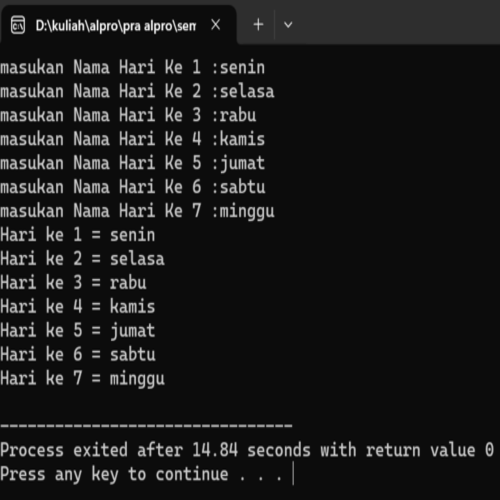 D:\kuliah\alpro\pra alpro\sem
masukan Nama Hari Ke 1 :senin
masukan Nama Hari Ke 2 :selasa
masukan Nama Hari Ke 3 :rabu
masukan Nama Hari Ke 4 :kamis
masukan Nama Hari Ke 5 :jumat
masukan Nama Hari Ke 6 :sabtu
masukan Nama Hari Ke 7 :minggu
Hari ke 1 = senin
Hari ke 2 = selasa
Hari ke 3 = rabu
Hari ke 4 = kamis
Hari ke 5 = jumat
Hari ke 6 = sabtu
Hari ke 7 = minggu
--------------------------------
Process exited after 14.84 seconds with return value 0
Press any key to continue . . .